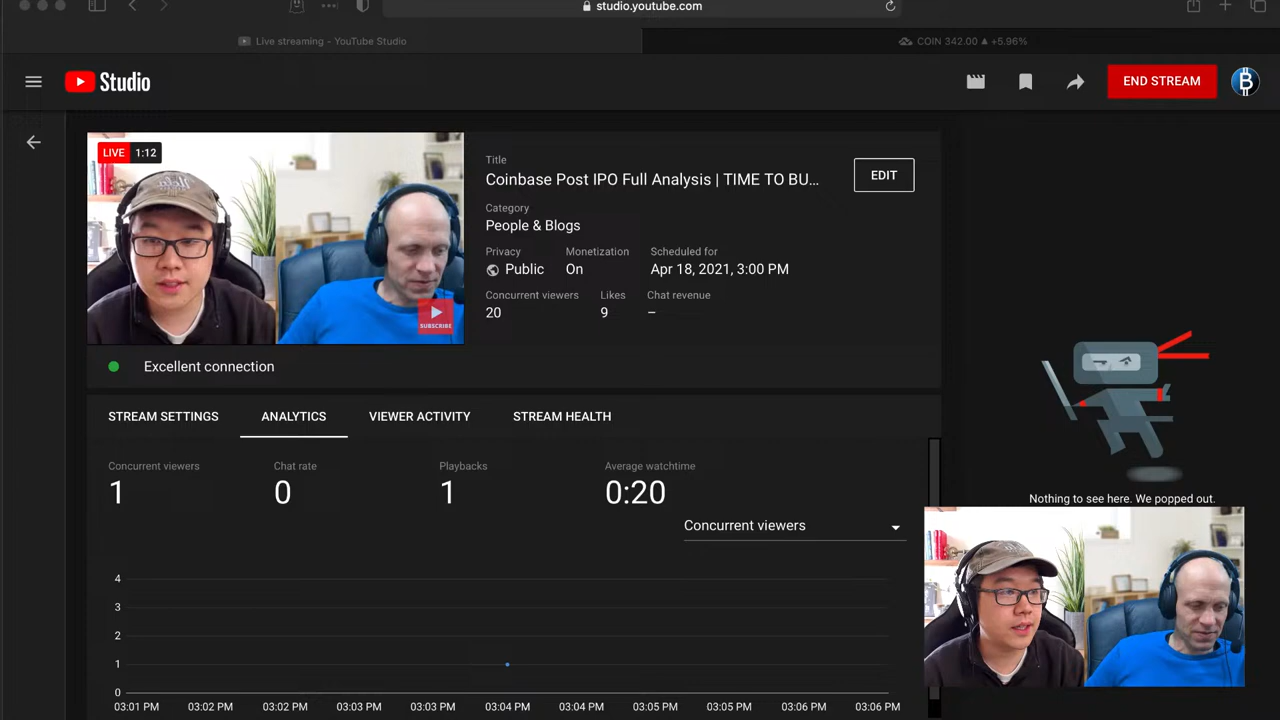 studio.youtube.com
Live streaming - YouTube Studio
COIN 342.00 ▲ +5.96%
Studio
END STREAM
LIVE 1:12
SUBSCRIBE
Title
Coinbase Post IPO Full Analysis | TIME TO BU...
EDIT
Category
People & Blogs
Privacy Monetization Scheduled for
Public On Apr 18, 2021, 3:00 PM
Concurrent viewers Likes Chat revenue
20 9 –
Excellent connection
STREAM SETTINGS ANALYTICS VIEWER ACTIVITY STREAM HEALTH
Concurrent viewers Chat rate Playbacks Average watchtime
1 0 1 0:20
Concurrent viewers
4
3
2
1
0
03:01 PM 03:02 PM 03:02 PM 03:03 PM 03:03 PM 03:04 PM 03:04 PM 03:05 PM 03:05 PM 03:06 PM 03:06 PM
Nothing to see here. We popped out.